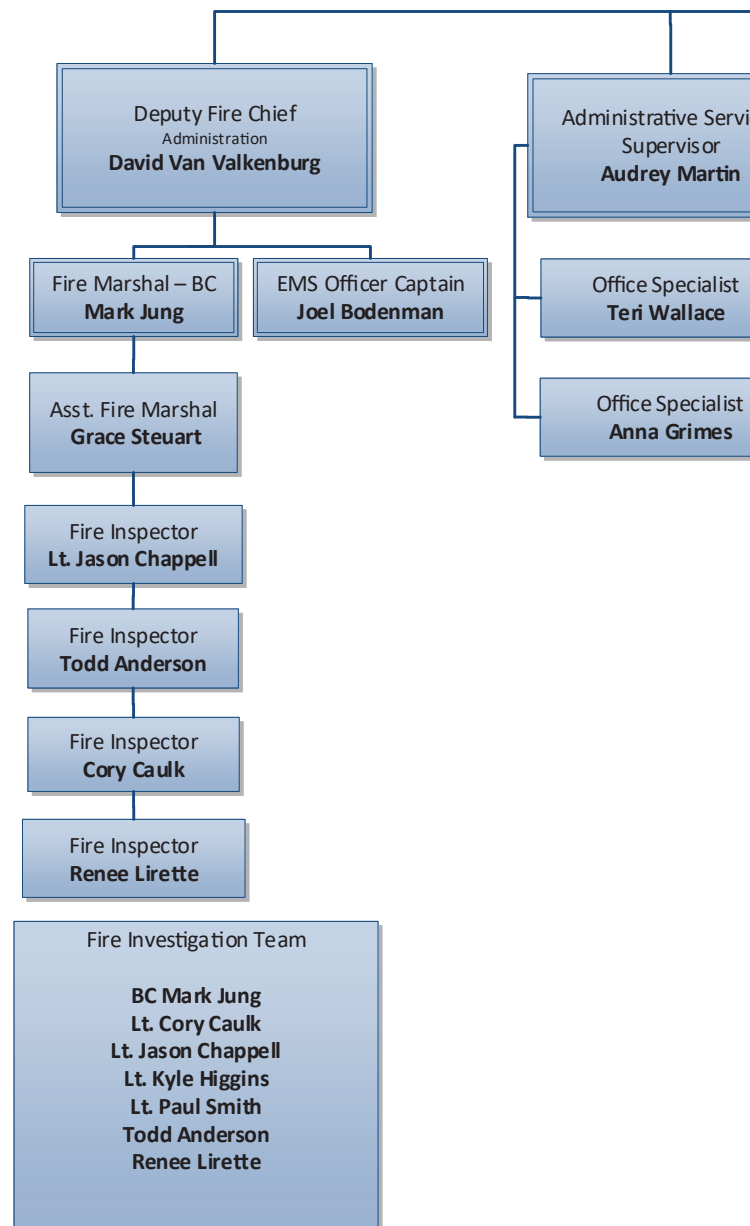 Deputy Fire Chief
Administration
David Van Valkenburg
Administrative Servi
Supervisor
Audrey Martin
Fire Marshal – BC
Mark Jung
EMS Officer Captain
Joel Bodenman
Office Specialist
Teri Wallace
Asst. Fire Marshal
Grace Steuart
Office Specialist
Anna Grimes
Fire Inspector
Lt. Jason Chappell
Fire Inspector
Todd Anderson
Fire Inspector
Cory Caulk
Fire Inspector
Renee Lirette
Fire Investigation Team
BC Mark Jung
Lt. Cory Caulk
Lt. Jason Chappell
Lt. Kyle Higgins
Lt. Paul Smith
Todd Anderson
Renee Lirette